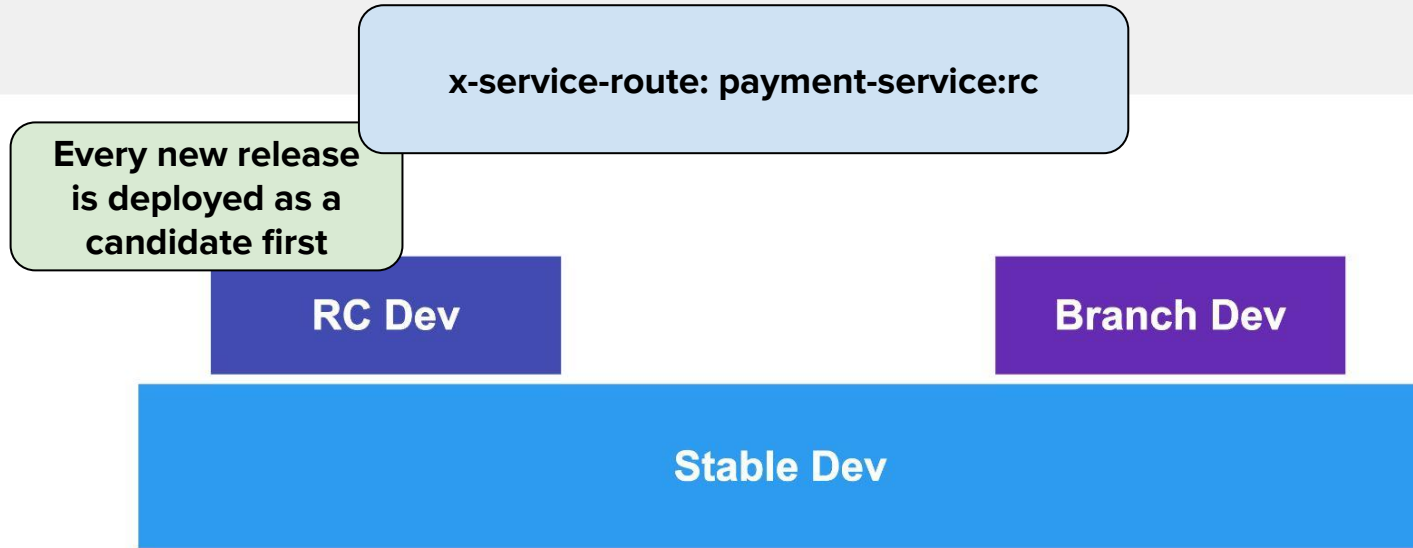 x-service-route: payment-service:rc
Every new release
is deployed as a
candidate first
RC Dev
Branch Dev
Stable Dev